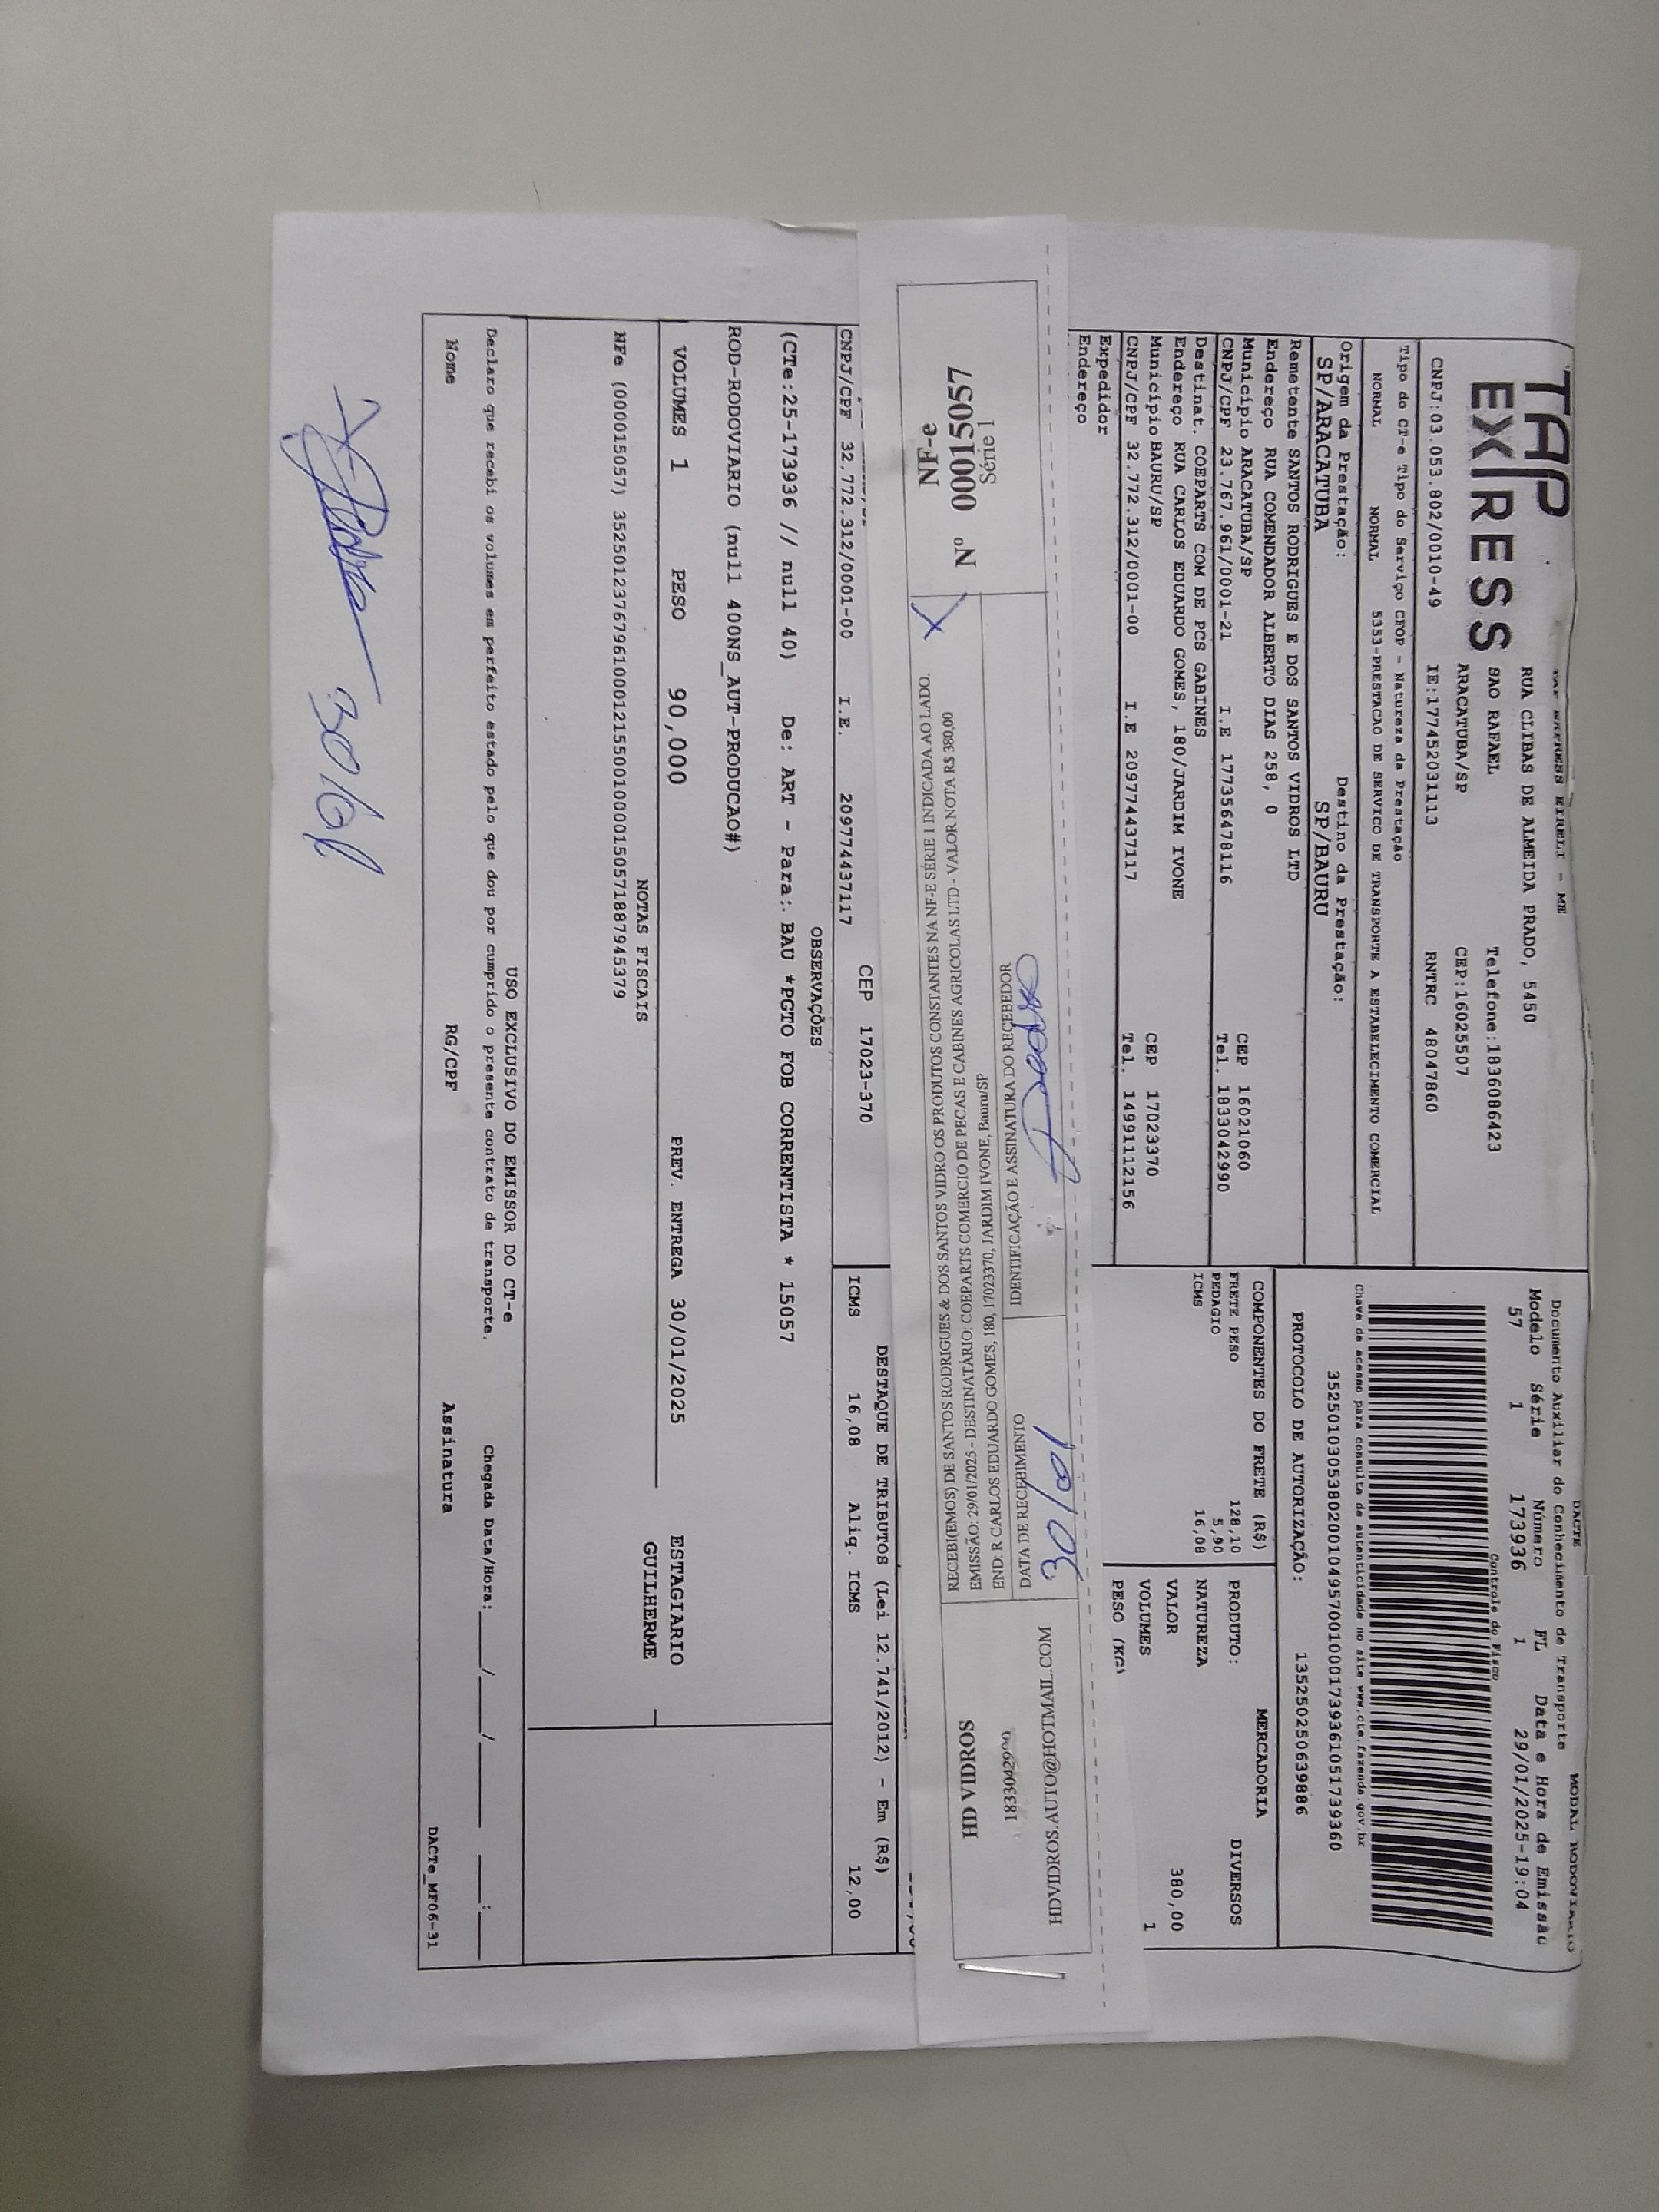 TAP
EXPRESS
RUA CLIBAS DE ALMEIDA PRADO, 5450
SAO RAFAEL Telefone:1836086423
ARACATUBA/SP CEP:16025507
CNPJ:03.053.802/0010-49 IE:177452031113 RNTRC 48047860
Tipo do CT-e Tipo do Serviço CFOP - Natureza da Prestação
NORMAL NORMAL 5353-PRESTACAO DE SERVICO DE TRANSPORTE A ESTABELECIMENTO COMERCIAL
Origem da Prestação: Destino da Prestação:
SP/ARACATUBA SP/BAURU
Remetente SANTOS RODRIGUES E DOS SANTOS VIDROS LTD
Endereço RUA COMENDADOR ALBERTO DIAS 258, 0
Município ARACATUBA/SP CEP 16021060
CNPJ/CPF 23.767.961/0001-21 I.E 177356478116 Tel. 1833042990
Destinat. COEPARTS COM DE PCS GABINES
Endereço RUA CARLOS EDUARDO GOMES, 180/JARDIM IVONE
Município BAURU/SP CEP 17023370
CNPJ/CPF 32.772.312/0001-00 I.E 209774437117 Tel. 14991112156
Expedidor
Endereço
DACTE MODAL RODOVIARIO
Documento Auxiliar do Conhecimento de Transporte
Modelo Série Número FL Data e Hora de Emissão
57 1 173936 1 29/01/2025-19:04
Controle do Fisco
Chave de acesso para consulta de autenticidade no site www.cte.fazenda.gov.br
35250103053802001049570010001739361051739360
PROTOCOLO DE AUTORIZAÇÃO: 135250250639886
COMPONENTES DO FRETE (R$)
FRETE PESO 128,10
PEDAGIO 5,90
ICMS 16,08
MERCADORIA
PRODUTO: DIVERSOS
NATUREZA
VALOR 380,00
VOLUMES 1
PESO (KG)
HDVIDROS.AUTO@HOTMAIL.COM
1833042990
HD VIDROS
30/01
DATA DE RECEBIMENTO
IDENTIFICAÇÃO E ASSINATURA DO RECEBEDOR
RECEBI(EMOS) DE SANTOS RODRIGUES & DOS SANTOS VIDRO OS PRODUTOS CONSTANTES NA NF-E SÉRIE 1 INDICADA AO LADO.
EMISSÃO: 29/01/2025 - DESTINATÁRIO: COEPARTS COMERCIO DE PECAS E CABINES AGRICOLAS LTD - VALOR NOTA R$ 380,00
END: R CARLOS EDUARDO GOMES, 180, 17023370, JARDIM IVONE, Bauru/SP
X
NF-e
Nº 00015057
Série 1
CNPJ/CPF 32.772.312/0001-00 I.E. 209774437117 CEP 17023-370
DESTAQUE DE TRIBUTOS (Lei 12.741/2012) - Em (R$)
ICMS 16,08 Aliq. ICMS 12,00
OBSERVAÇÕES
(CTe:25-173936 // null 40) De: ART - Para:. BAU *PGTO FOB CORRENTISTA * 15057
ROD-RODOVIARIO (null 400NS_AUT-PRODUCAO#)
VOLUMES 1 PESO 90,000 PREV. ENTREGA 30/01/2025 ESTAGIARIO
GUILHERME
NOTAS FISCAIS
NFe (000015057) 35250123767961000121550010000150571887945379
USO EXCLUSIVO DO EMISSOR DO CT-e
Declaro que recebi os volumes em perfeito estado pelo que dou por cumprido o presente contrato de transporte. Chegada Data/Hora:___/___/____ ___:___
Nome RG/CPF Assinatura DACTe_MF06-31
30/01